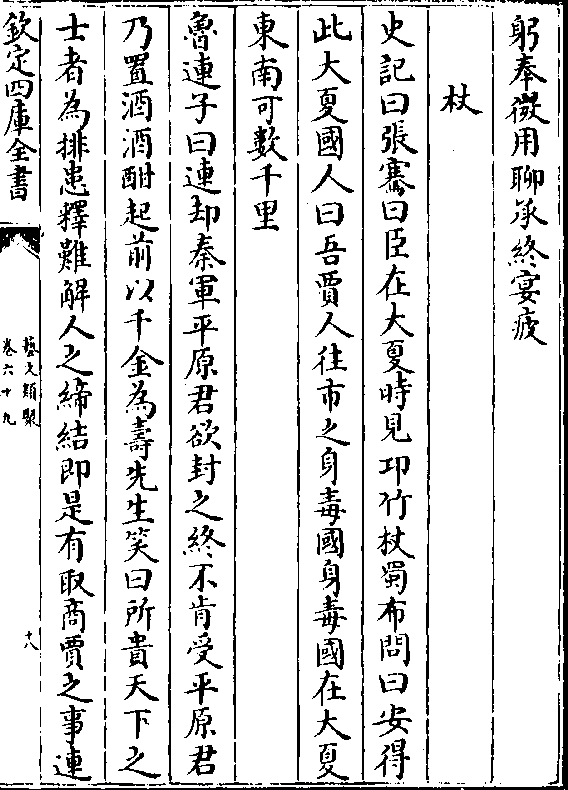 躬奉微用聊承終宴疲
杖
史記曰張騫曰臣在大夏時見卭竹杖蜀布問曰安得
此大夏國人曰吾賈人往市之身毒國身毒國在大夏
東南可數千里
魯連子曰連却秦軍平原君欲封之終不肯受平原君
乃置酒酒酣起前以千金為壽先生笑曰所貴天下之
士者為排患釋難解人之締結即是有取商賈之事連
欽定四庫全書
藝文類聚
卷六十九
十八